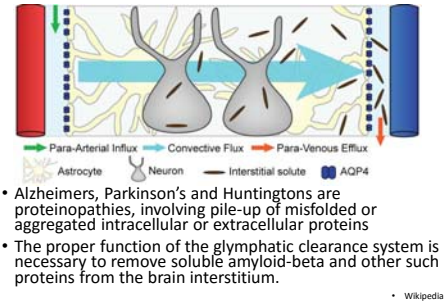 Para-Arterial Influx
Convective Flux
Para-Venous Efflux
Astrocyte
Neuron
Interstitial solute
AQP4
• Alzheimers, Parkinson's and Huntingtons are
proteinopathies, involving pile-up of misfolded or
aggregated intracellular or extracellular proteins
• The proper function of the glymphatic clearance system is
necessary to remove soluble amyloid-beta and other such
proteins from the brain interstitium.
• Wikipedia